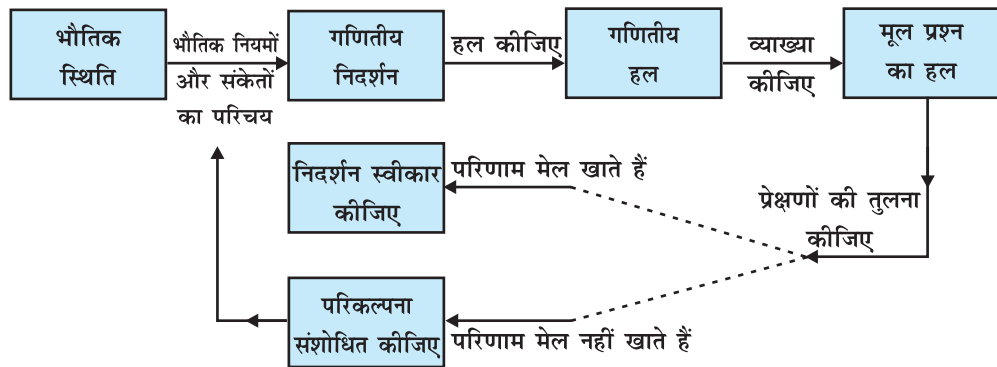 भौतिक
स्थिति
भौतिक नियमों
और संकेतों
का परिचय
गणितीय
निदर्शन
हल कीजिए
गणितीय
हल
व्याख्या
कीजिए
मूल प्रश्न
का हल
निदर्शन स्वीकार
कीजिए
परिणाम मेल खाते हैं
प्रेक्षणों की तुलना
कीजिए
परिकल्पना
संशोधित कीजिए
परिणाम मेल नहीं खाते हैं